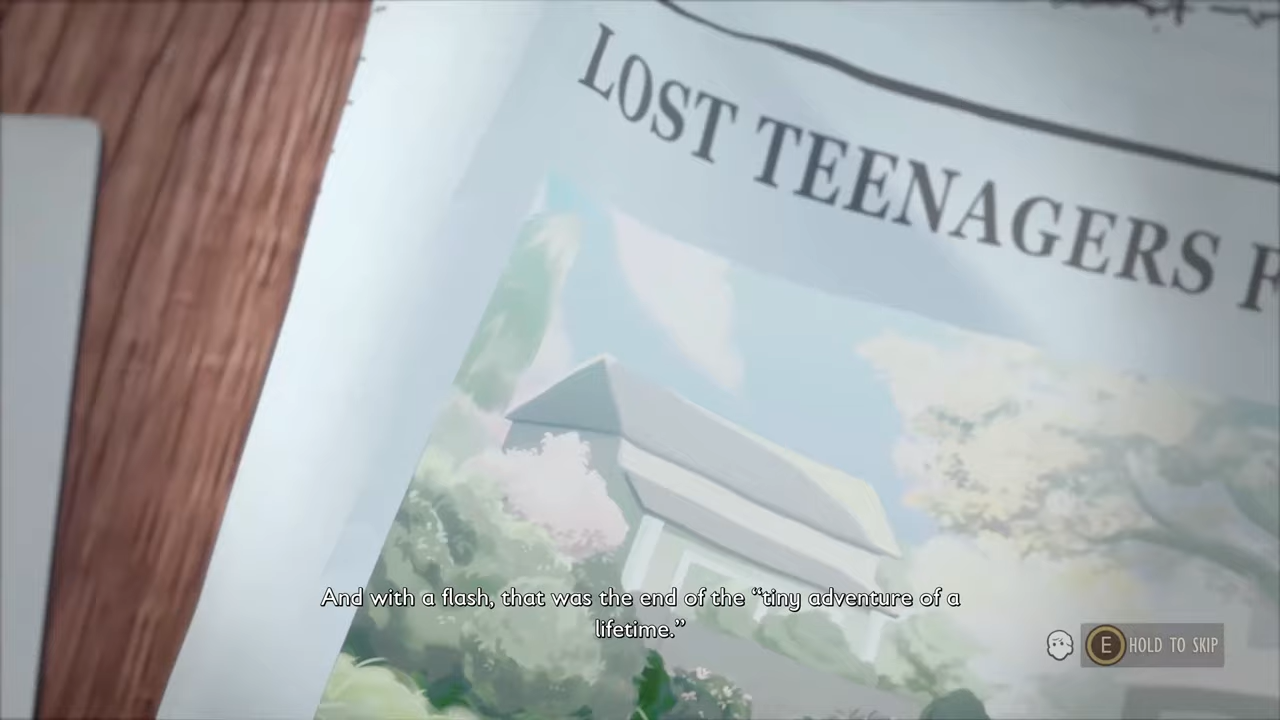 LOST TEENAGERS F
And with a flash, that was the end of the “tiny adventure of a
lifetime.”
E HOLD TO SKIP